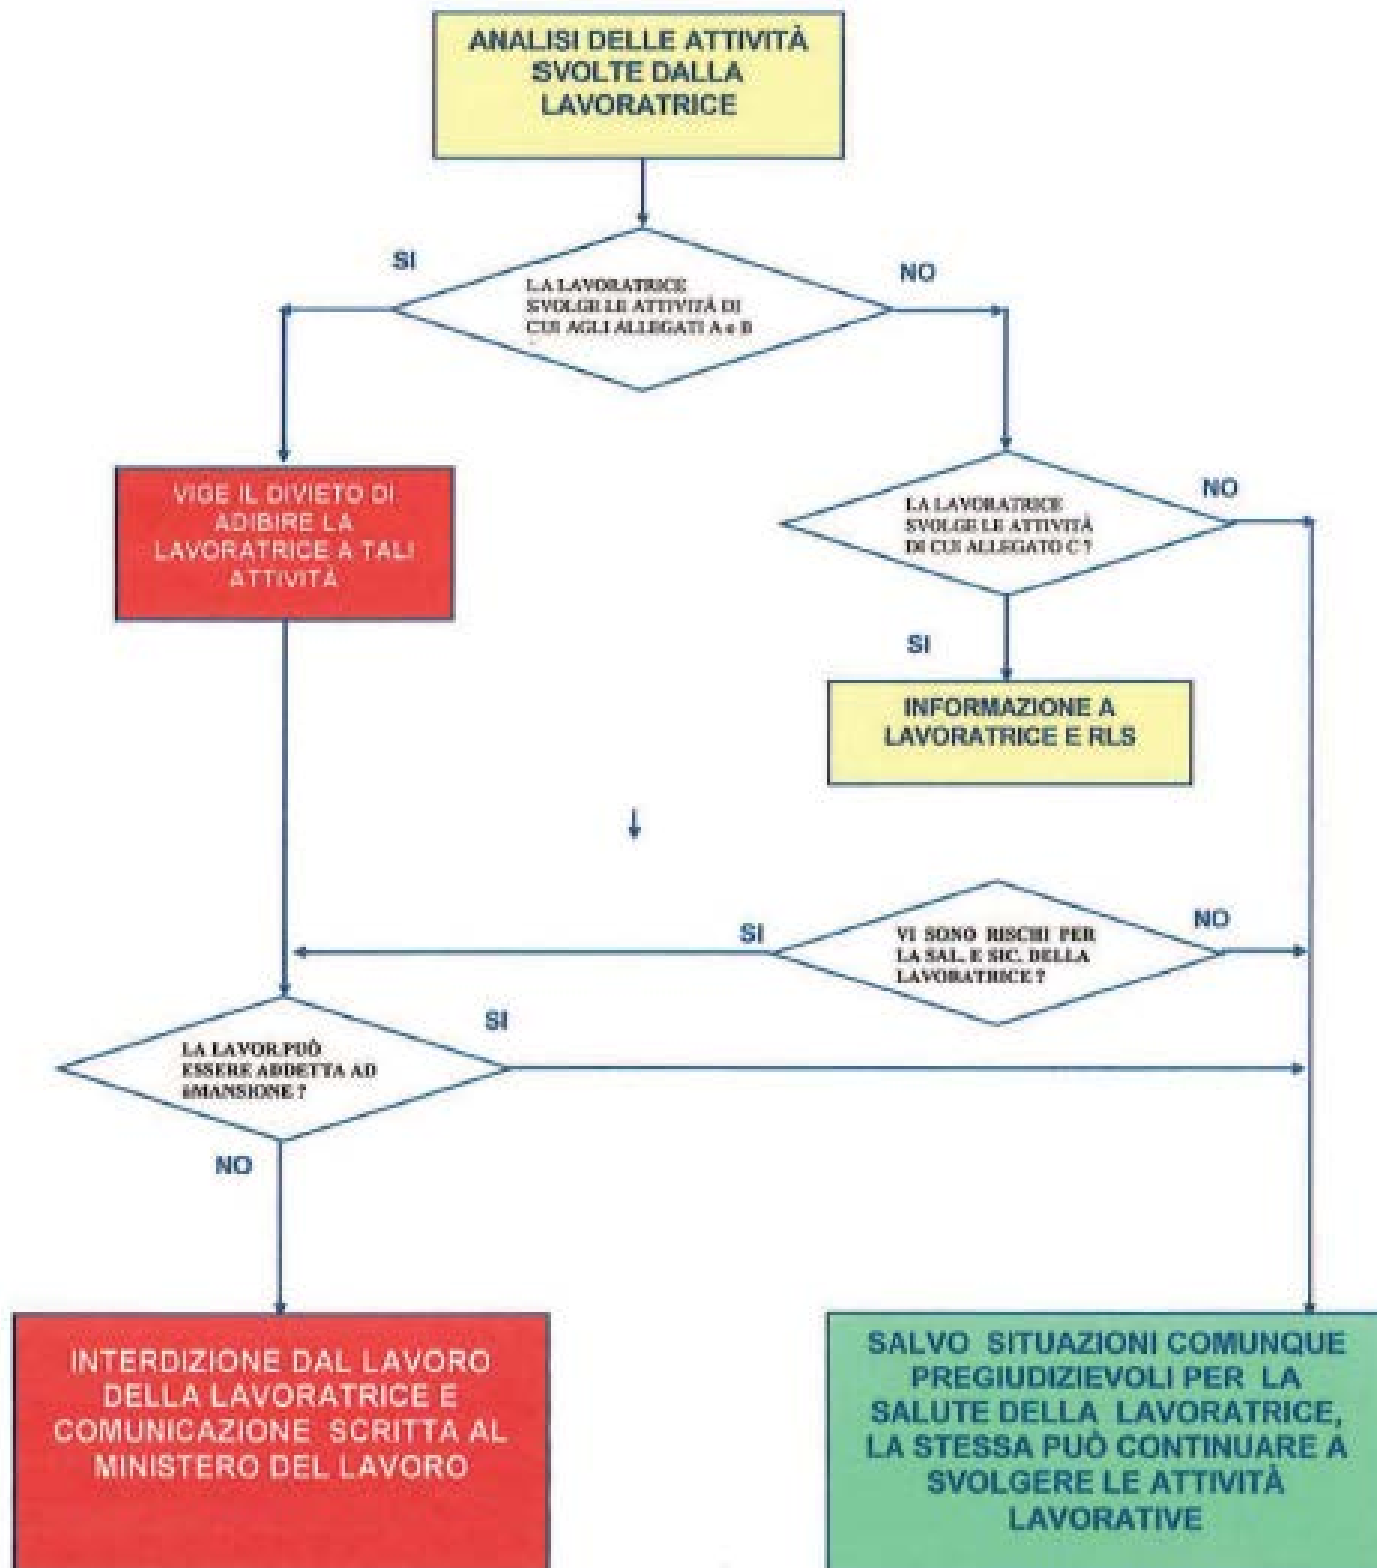 ANALISI DELLE ATTIVITÀ
SVOLTE DALLA
LAVORATRICE
SI
NO
LA LAVORATRICE
SVOLGE LE ATTIVITÀ DI
CUI AGLI ALLEGATI A e B
VIGE IL DIVIETO DI
ADIBIRE LA
LAVORATRICE A TALI
ATTIVITÀ
NO
LA LAVORATRICE
SVOLGE LE ATTIVITÀ
DI CUI ALLEGATO C ?
SI
INFORMAZIONE A
LAVORATRICE E RLS
SI
NO
VI SONO RISCHI PER
LA SAL. E SIC. DELLA
LAVORATRICE ?
SI
LA LAVOR.PUÒ
ESSERE ADDETTA AD
MANSIONE ?
NO
INTERDIZIONE DAL LAVORO
DELLA LAVORATRICE E
COMUNICAZIONE SCRITTA AL
MINISTERO DEL LAVORO
SALVO SITUAZIONI COMUNQUE
PREGIUDIZIEVOLI PER LA
SALUTE DELLA LAVORATRICE,
LA STESSA PUÒ CONTINUARE A
SVOLGERE LE ATTIVITÀ
LAVORATIVE